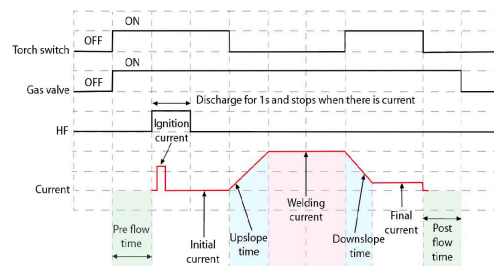 ON
Torch switch
OFF
ON
Gas valve
OFF
Discharge for 1s and stops when there is current
HF
Ignition
current
Current
Welding
current
Final
current
Pre flow
time
Initial
current
Upslope
time
Downslope
time
Post
flow
time